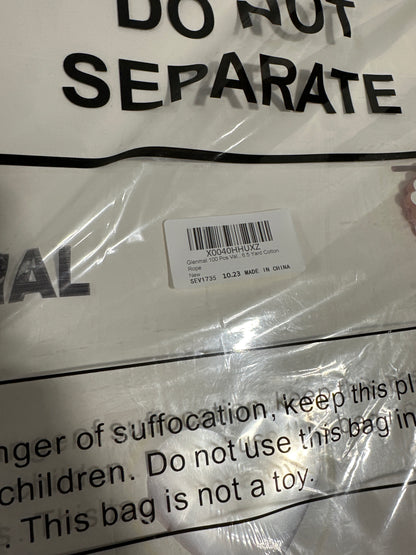 DO NOT
SEPARATE
X0040HHUXZ
Glenmal 100 Pcs Val...6.5 Yard Cotton
Rope
New
SEV1735 10.23 MADE IN CHINA
nger of suffocation, keep this pl
children. Do not use this bag in
. This bag is not a toy.